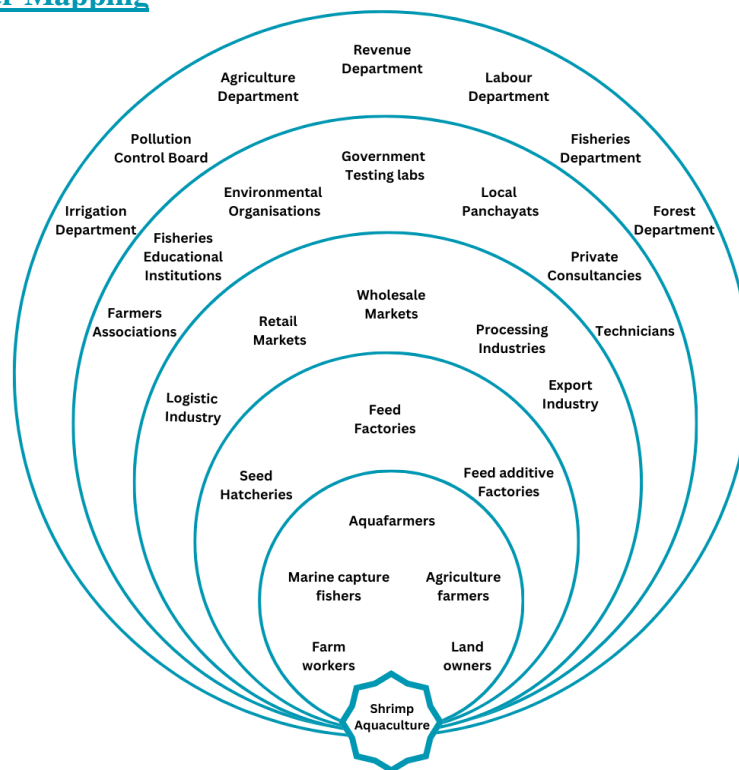 er Mapping
Revenue
Department
Agriculture
Department
Labour
Department
Pollution
Control Board
Fisheries
Department
Irrigation
Department
Forest
Department
Government
Testing labs
Environmental
Organisations
Local
Panchayats
Fisheries
Educational
Institutions
Private
Consultancies
Farmers
Associations
Technicians
Wholesale
Markets
Retail
Markets
Processing
Industries
Logistic
Industry
Export
Industry
Feed
Factories
Seed
Hatcheries
Feed additive
Factories
Aquafarmers
Marine capture
fishers
Agriculture
farmers
Farm
workers
Land
owners
Shrimp
Aquaculture